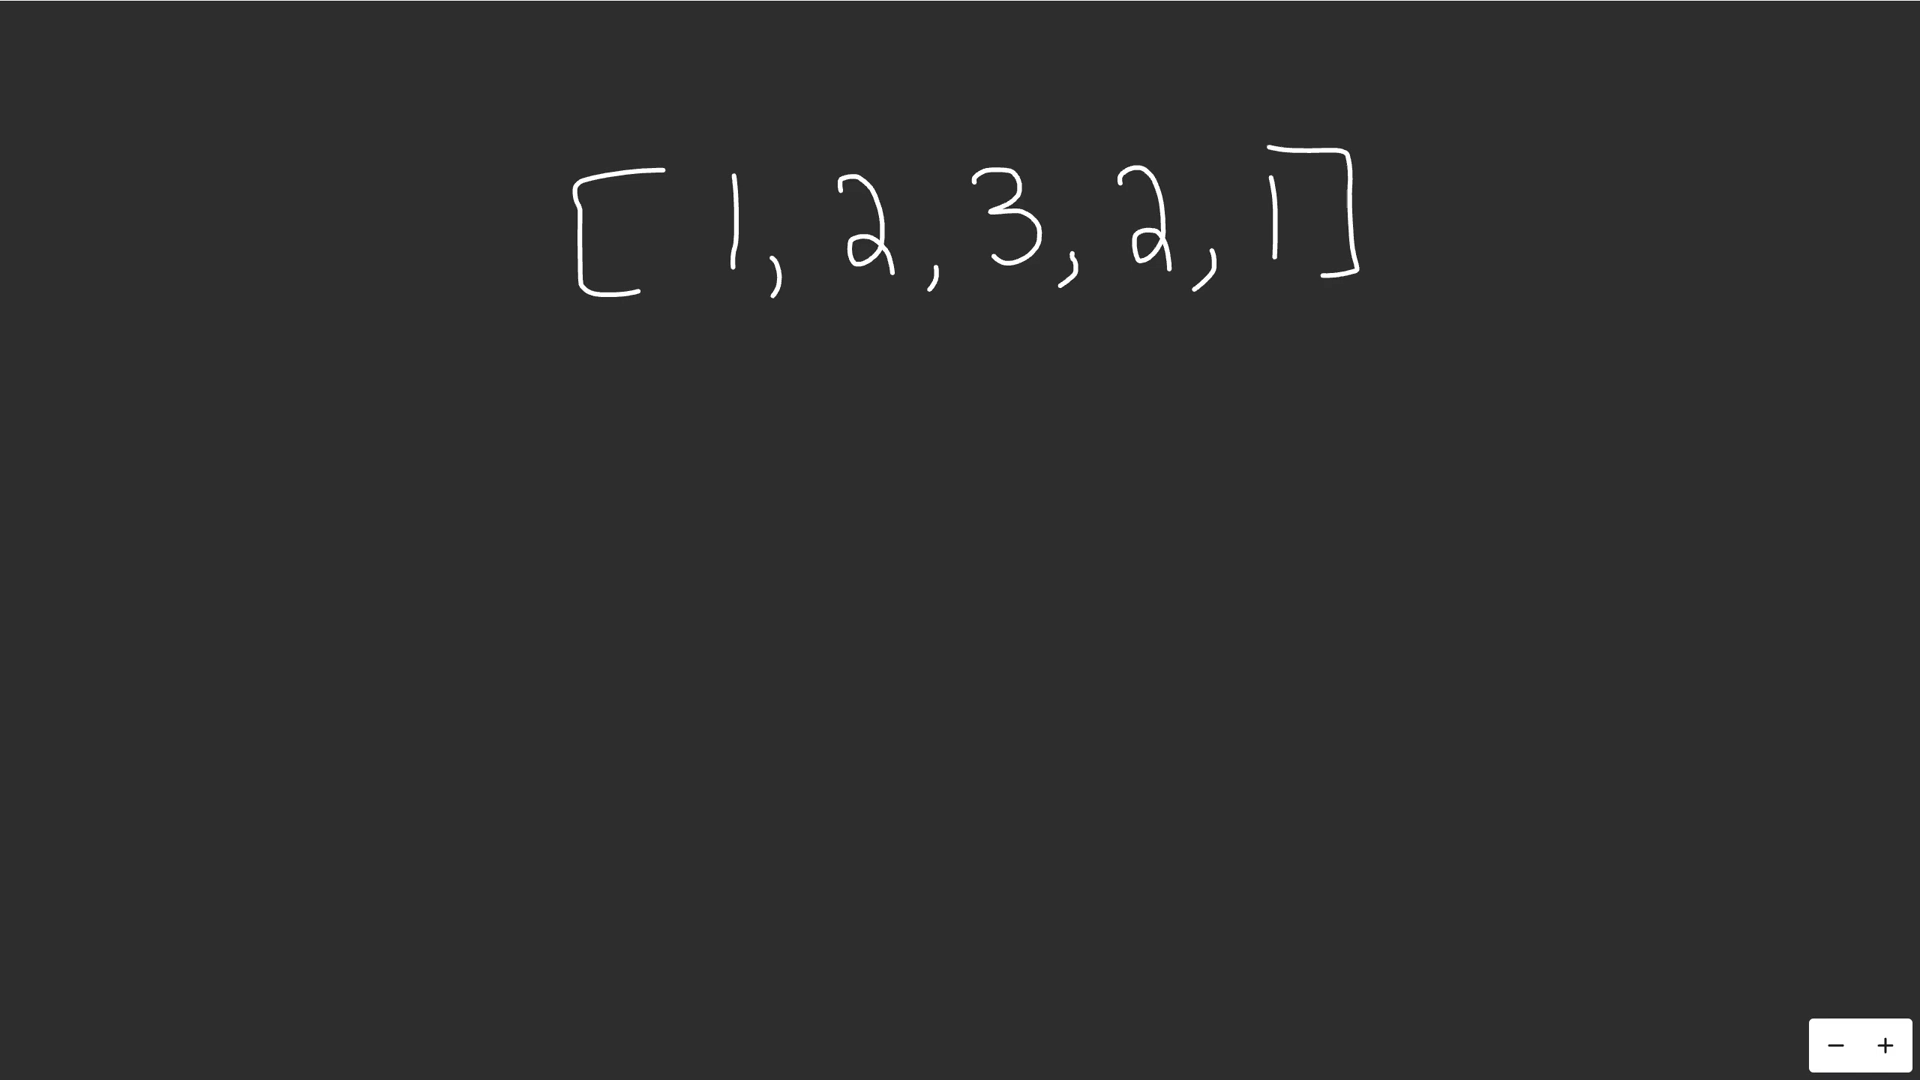 [1, 2, 3, 2, 1]
− +